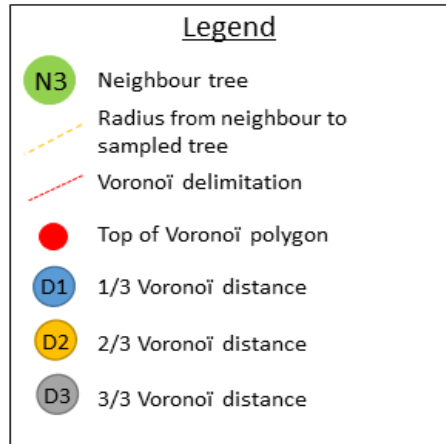 Legend
N3 Neighbour tree
Radius from neighbour to
sampled tree
Voronoï delimitation
Top of Voronoï polygon
D1 1/3 Voronoï distance
D2 2/3 Voronoï distance
D3 3/3 Voronoï distance